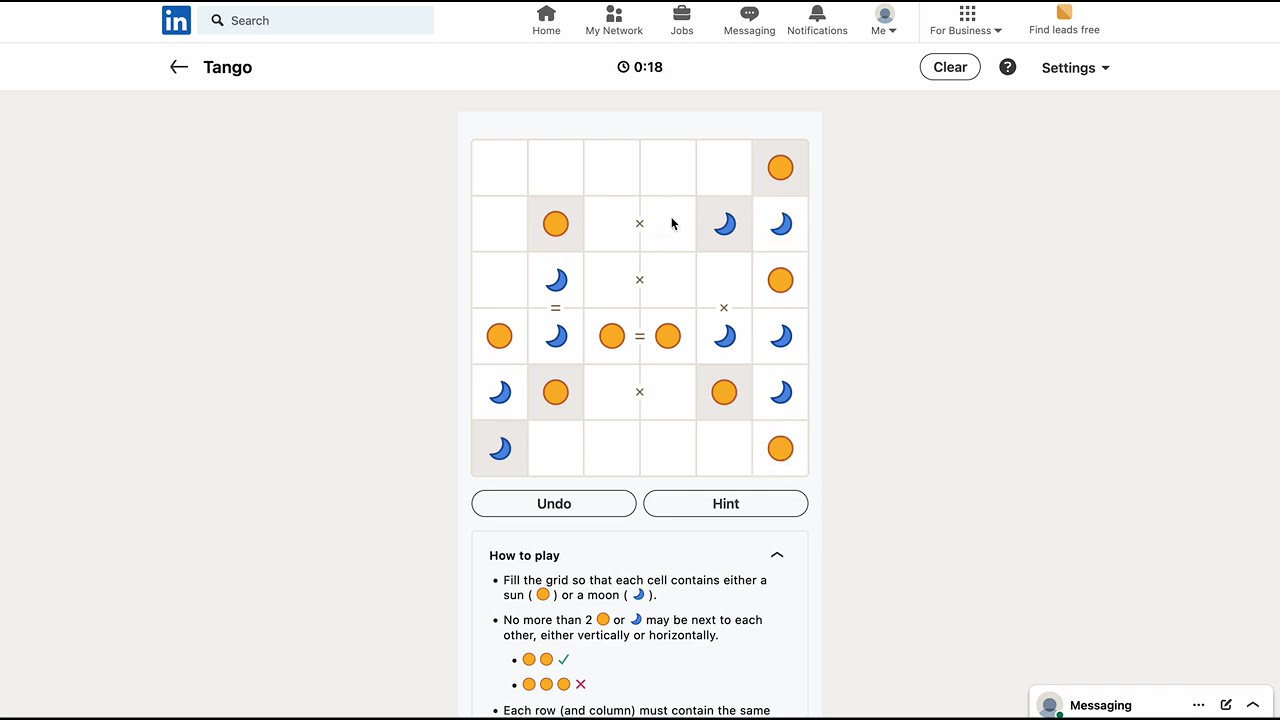 in
Search
Home
My Network
Jobs
Messaging
Notifications
Me
For Business
Find leads free
Tango
0:18
Clear
?
Settings
×
×
= ×
=
×
Undo
Hint
How to play
• Fill the grid so that each cell contains either a
sun ( ) or a moon ( ).
• No more than 2 or may be next to each
other, either vertically or horizontally.
• Each row (and column) must contain the same
Messaging